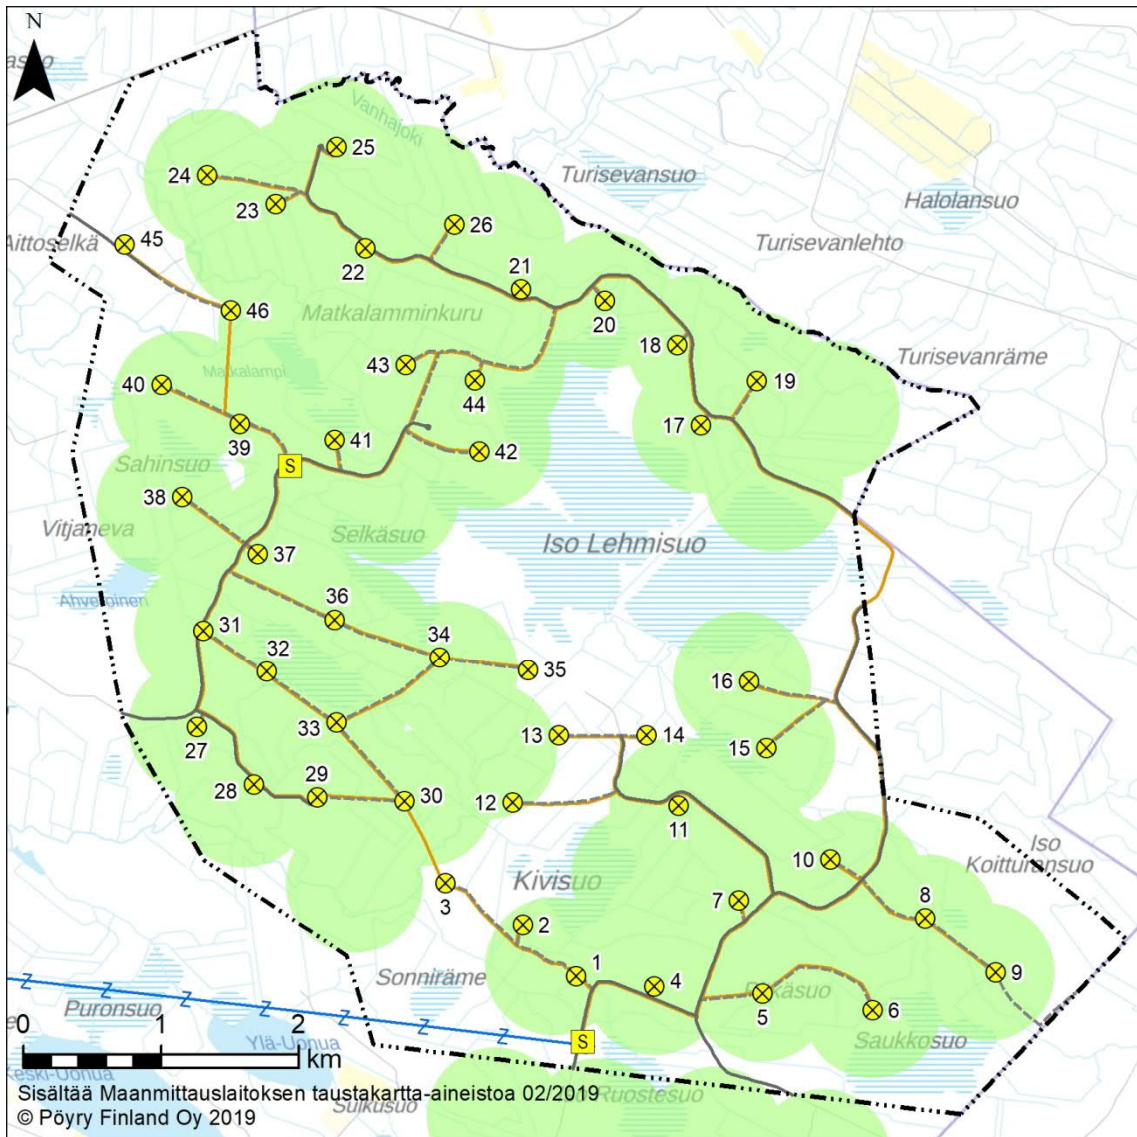 N
Vanhajoki
25
24
Turisevansuo
Halolansuo
23
26
Aittoselkä
45
22
Turisevanlehto
21
46
Matkalamminkuru
20
18
Turisevanräme
43
Matkalampi
19
40
44
39
17
41
Sahinsuo
S
42
38
Vitjaneva
Selkäsuo
Iso Lehmisuo
37
Ahveroinen
36
31
34
32
35
16
33
13
14
27
15
28
29
30
12
11
Iso
Koitturansuo
10
Kivisuo
3
7
8
2
1
9
Sonniräme
4
5
6
Puronsuo
Z Z Z Z Z Z Z
S
Saukkosuo
0 1 2
km
Ylä-Uonua
Keski-Uonua
Sisältää Maanmittauslaitoksen taustakartta-aineistoa 02/2019
Ruostesuo
Sulkusuo
© Pöyry Finland Oy 2019